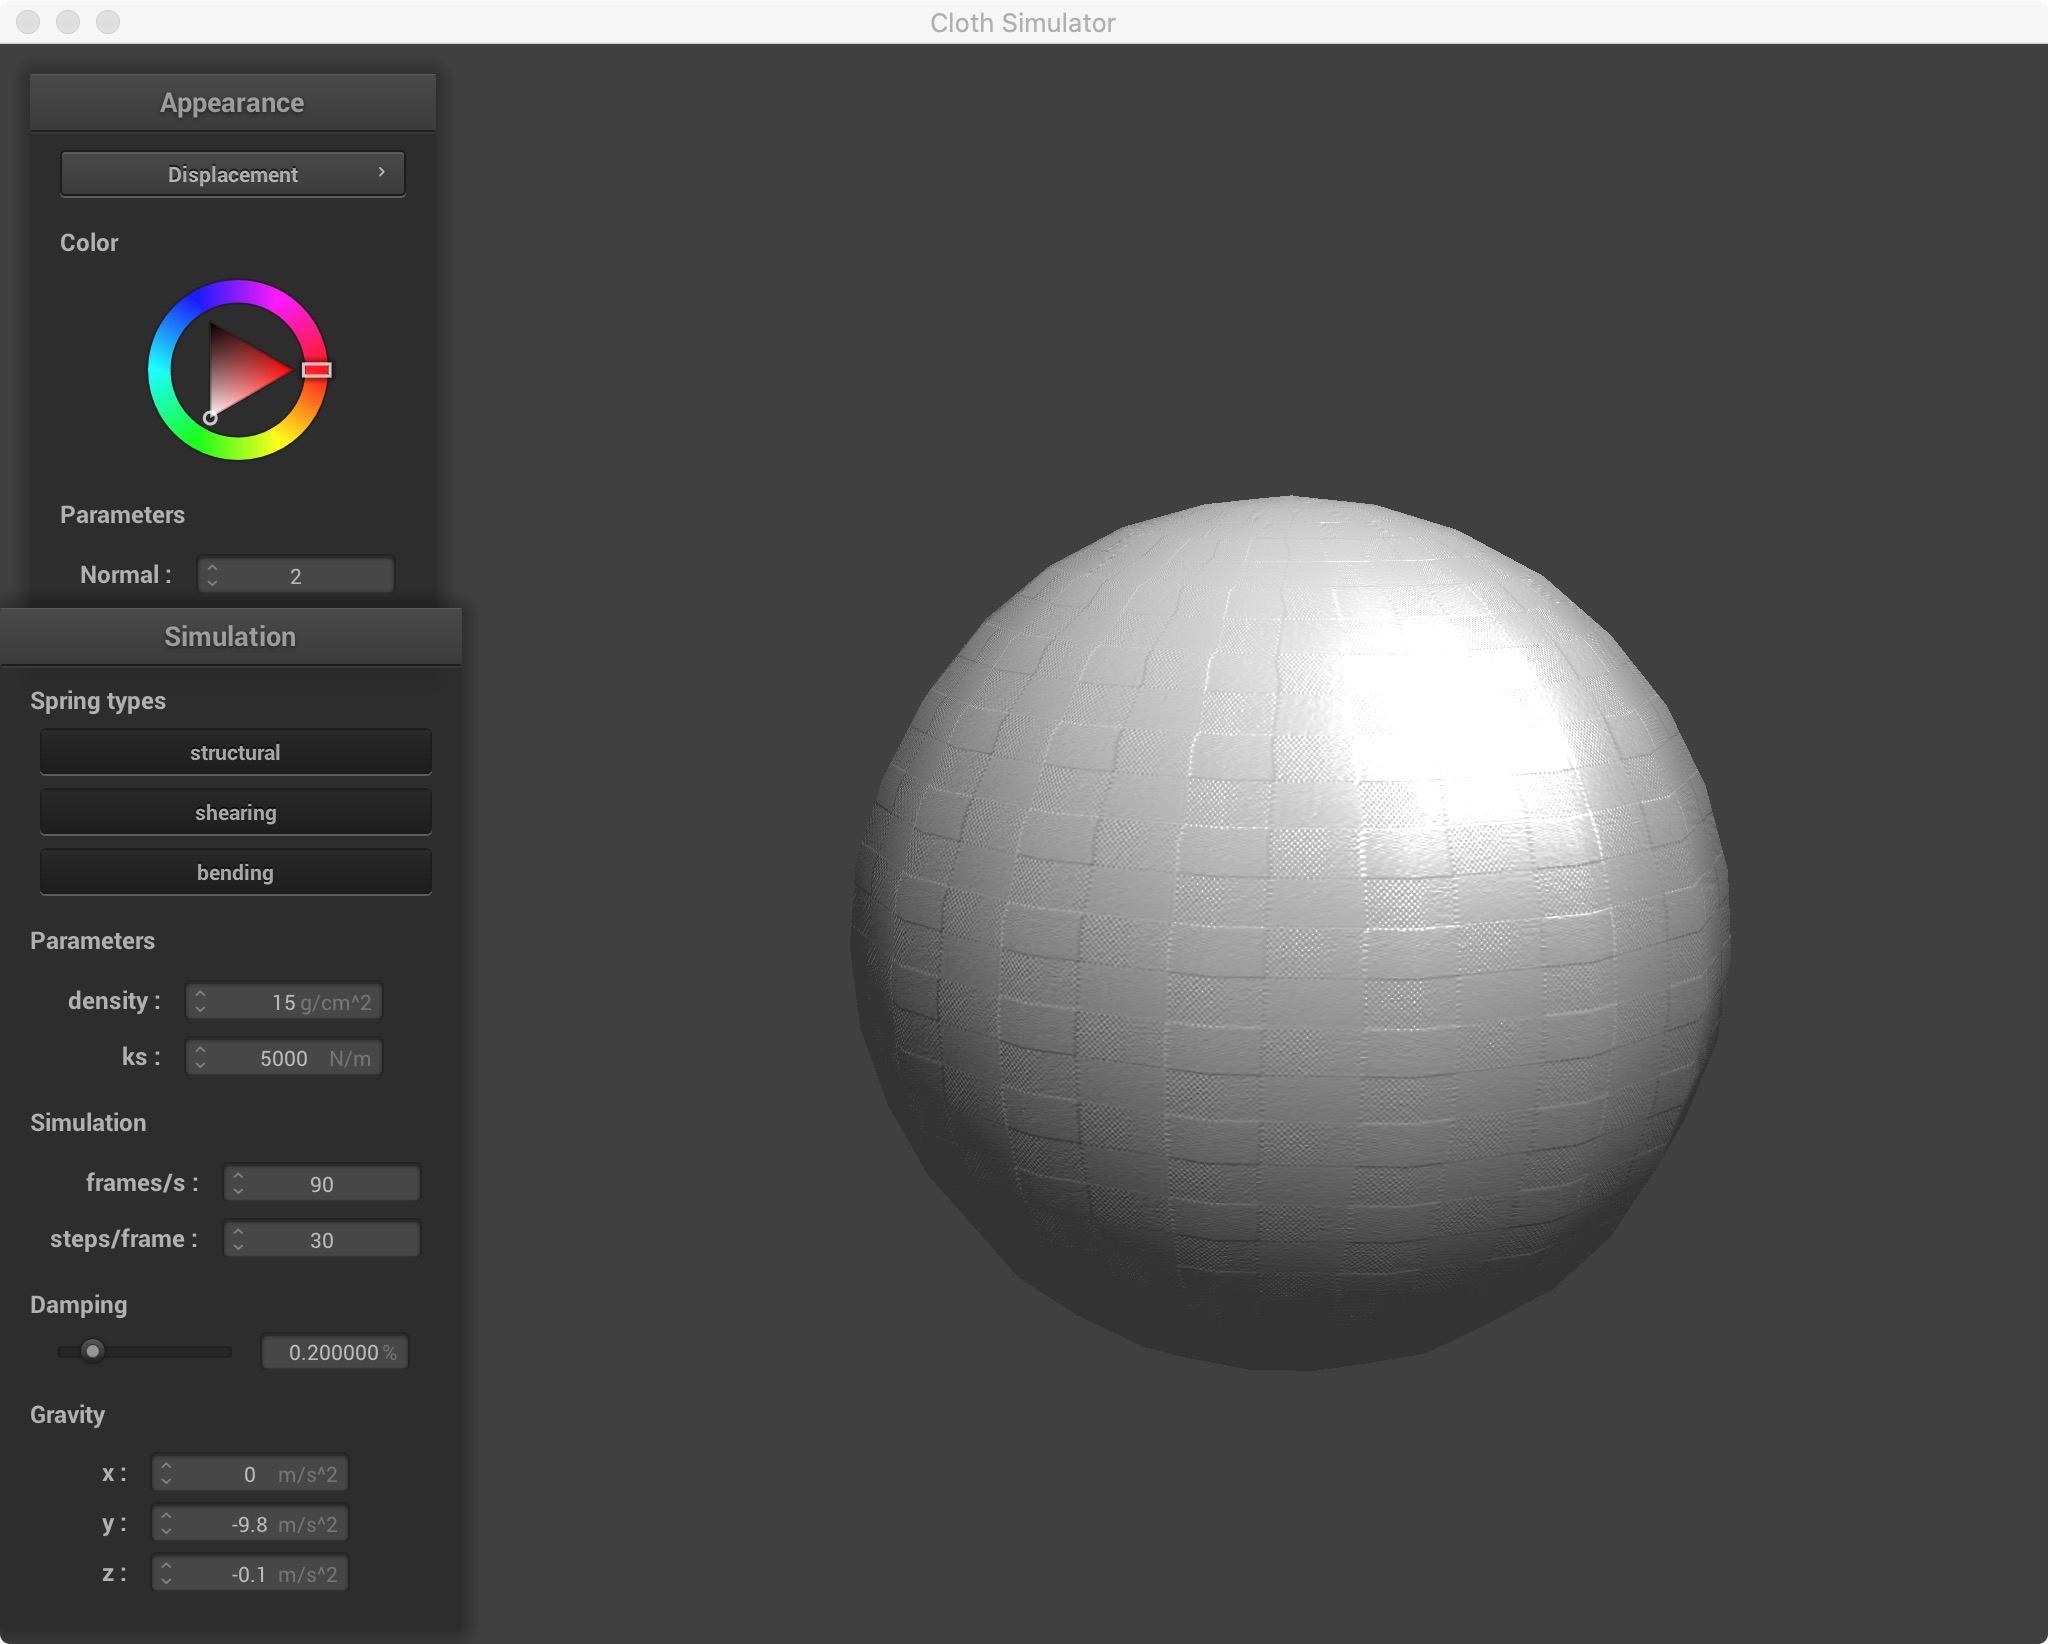 Cloth Simulator
Appearance
Displacement
Color
Parameters
Normal : 2
Simulation
Spring types
structural
shearing
bending
Parameters
density : 15 g/cm^2
ks : 5000 N/m
Simulation
frames/s : 90
steps/frame : 30
Damping
0.200000 %
Gravity
x : 0 m/s^2
y : -9.8 m/s^2
z : -0.1 m/s^2